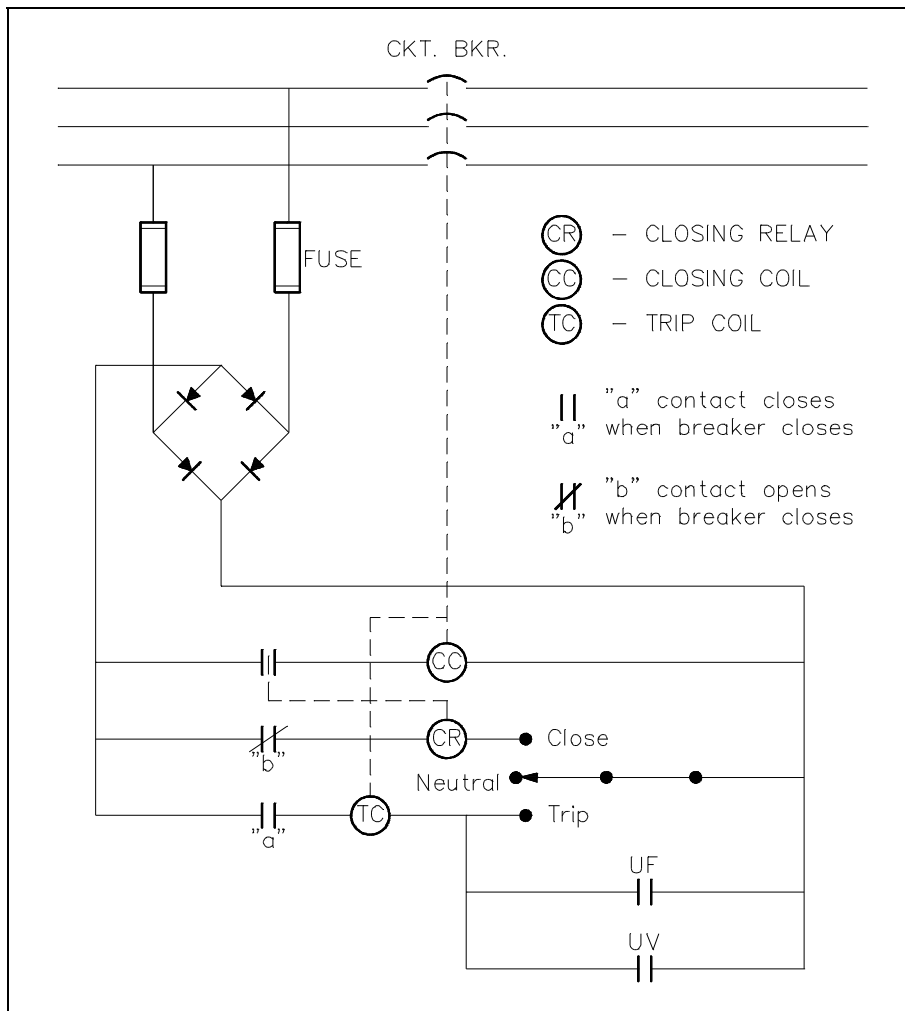 CKT. BKR.
FUSE
CR - CLOSING RELAY
CC - CLOSING COIL
TC - TRIP COIL
"a" contact closes
"a" when breaker closes
"b" contact opens
"b" when breaker closes
CC
CR
Close
"b"
Neutral
TC
Trip
"a"
UF
UV